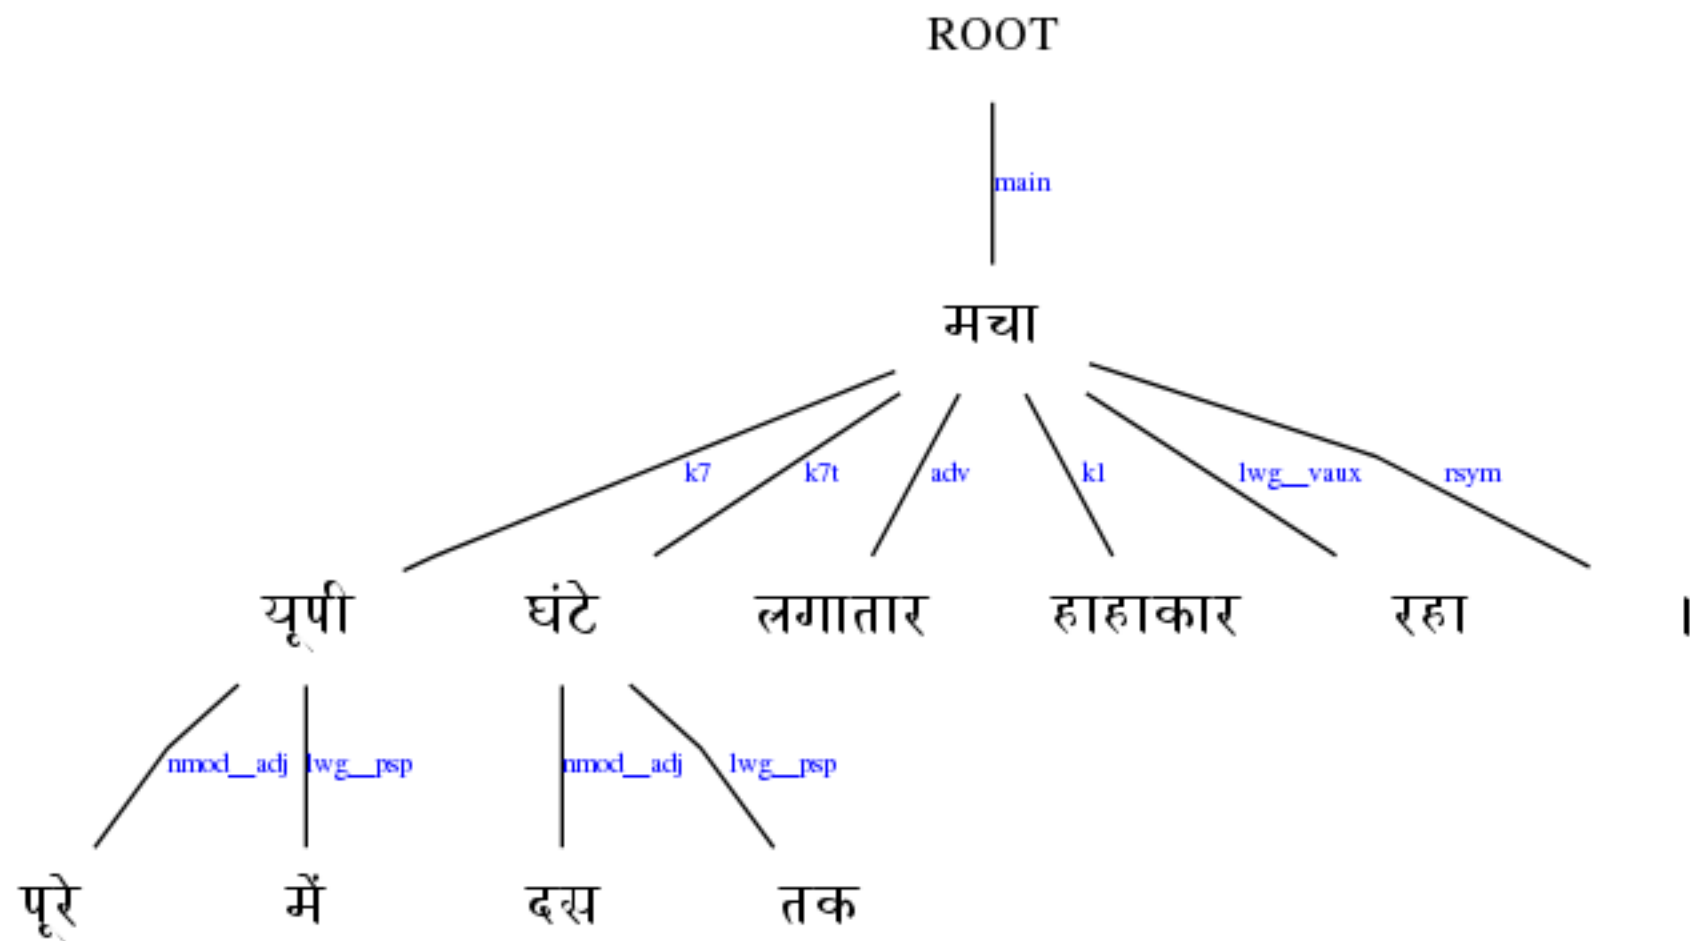 ROOT
main
मचा
k7 k7t adv k1 lwg__vaux rsym
यूपी घंटे लगातार हाहाकार रहा ।
nmod__adj lwg__psp nmod__adj lwg__psp
पूरे में दस तक